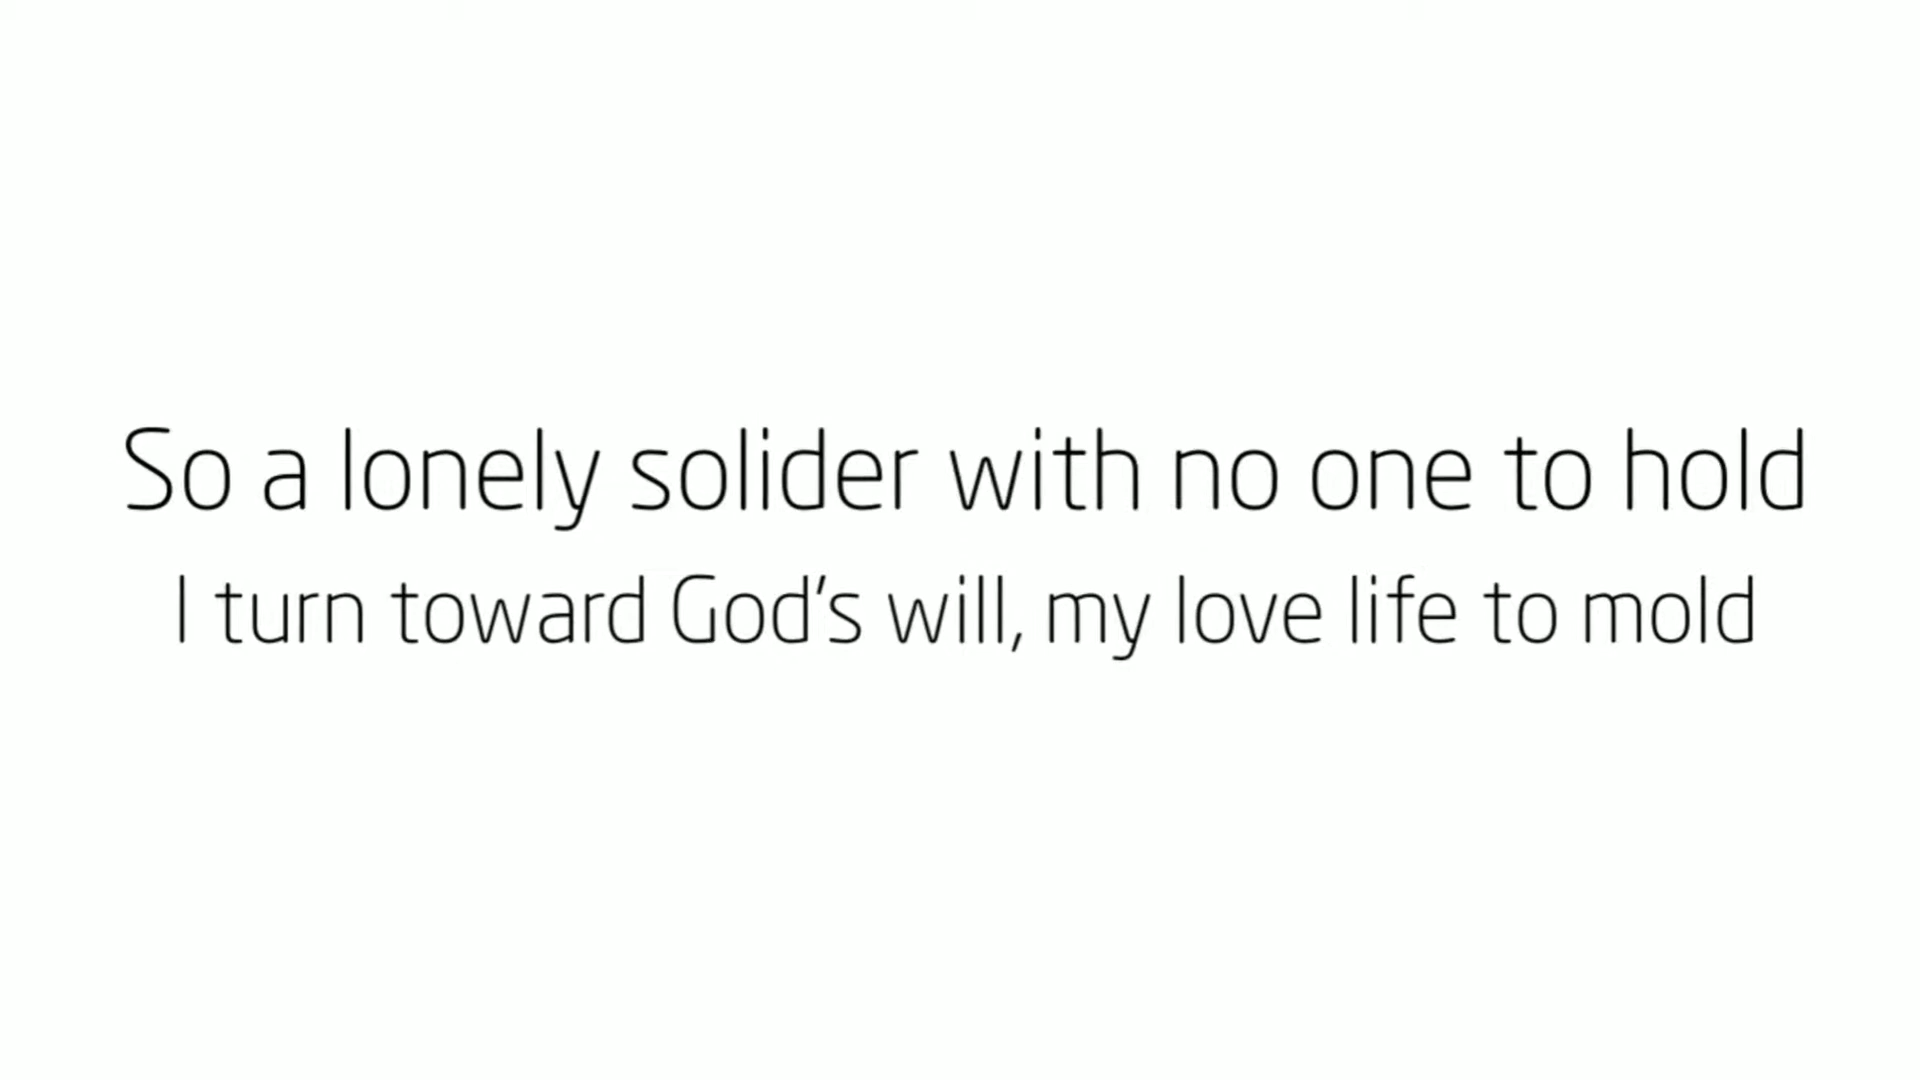 So a lonely solider with no one to hold
I turn toward God's will, my love life to mold